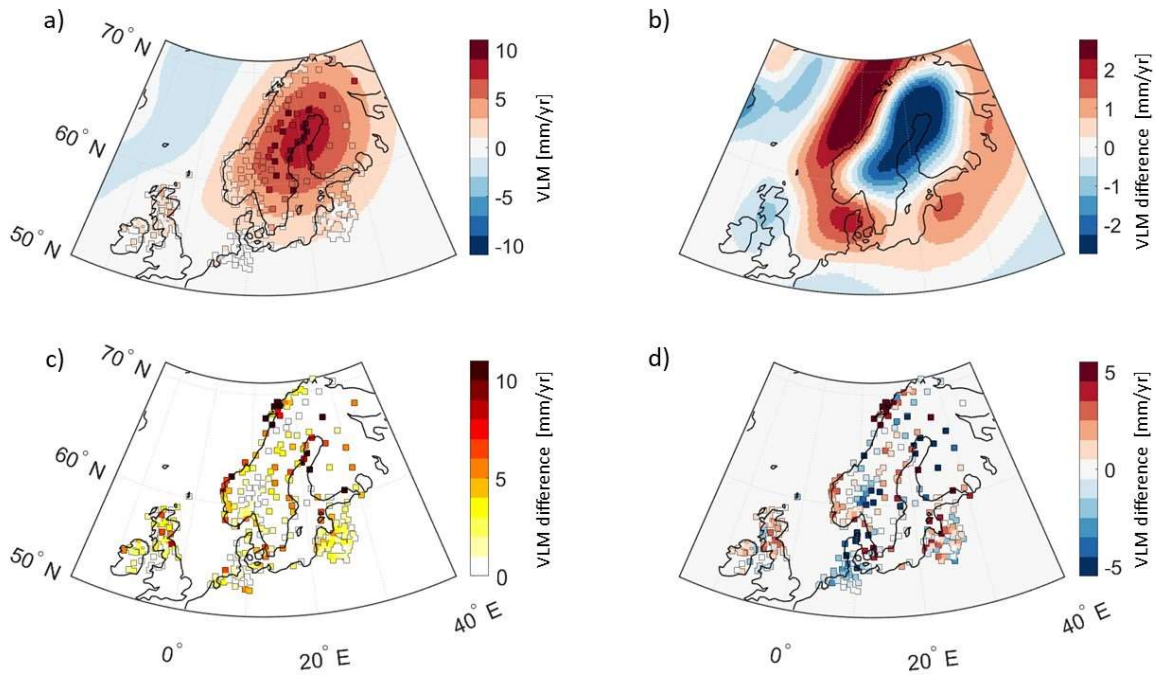 a)
70° N
60° N
50° N
10
5
0
-5
-10
VLM [mm/yr]
b)
2
1
0
-1
-2
VLM difference [mm/yr]
c)
70° N
60° N
50° N
0°
20° E
40° E
10
5
0
VLM difference [mm/yr]
d)
0°
20° E
40° E
5
0
-5
VLM difference [mm/yr]